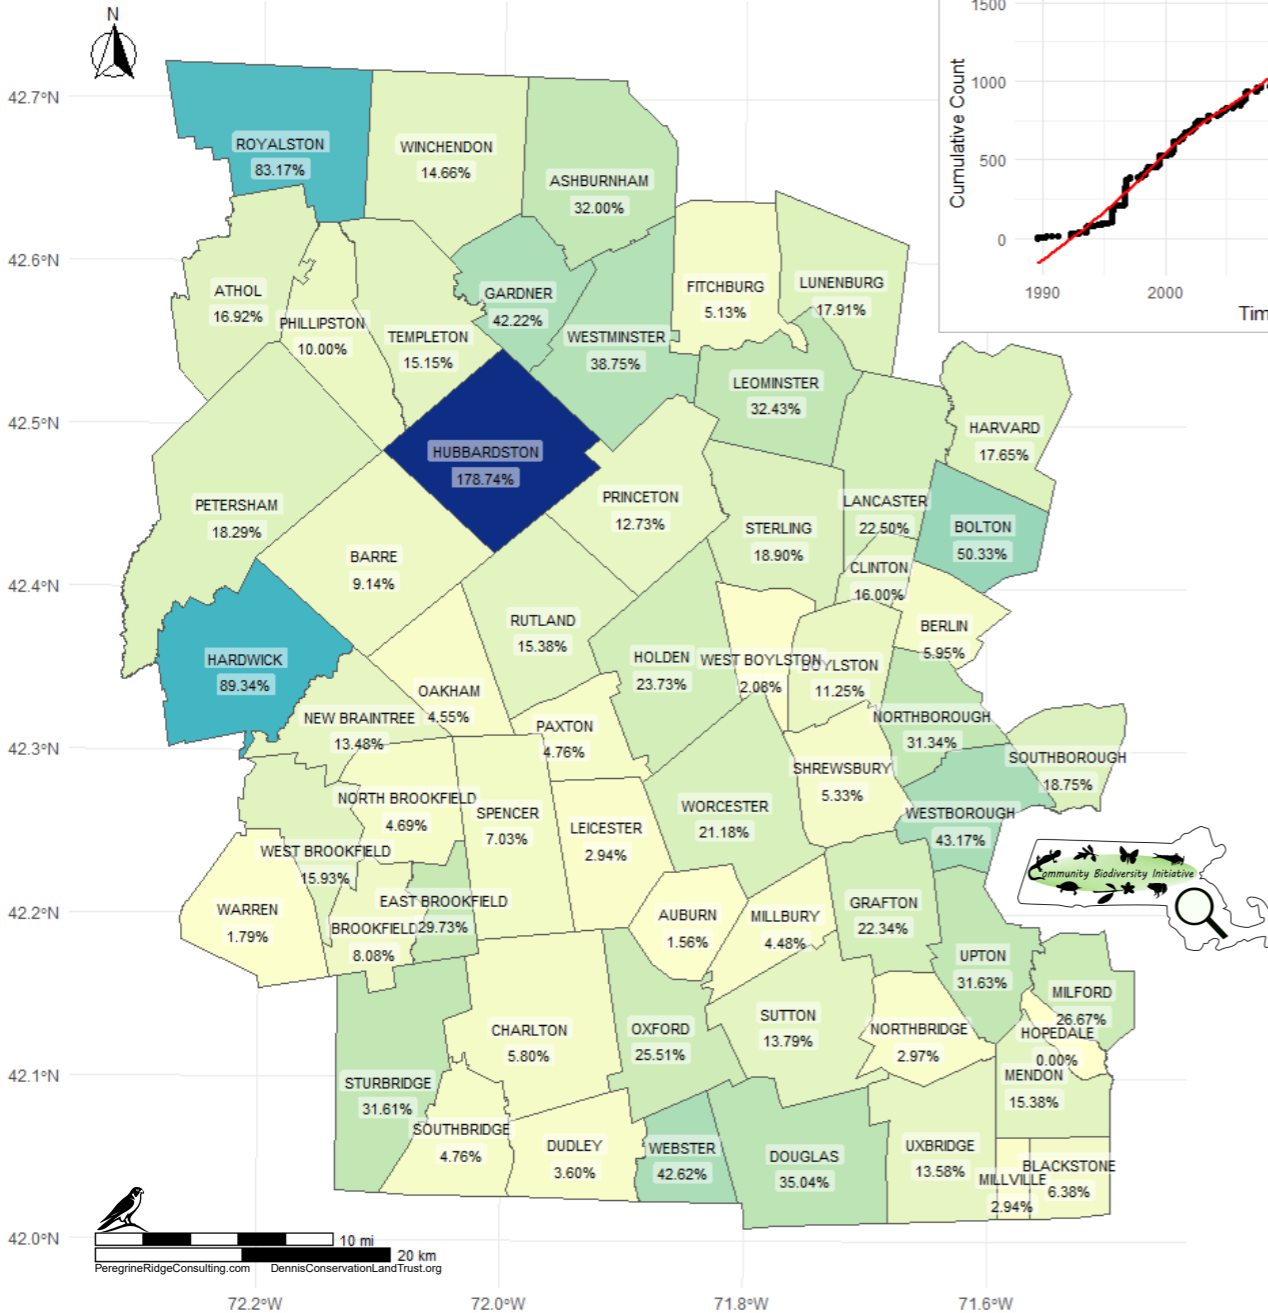 N
1500
1000
500
0
Cumulative Count
1990
2000
Tim
42.7°N
42.6°N
42.5°N
42.4°N
42.3°N
42.2°N
42.1°N
42.0°N
ROYALSTON
83.17%
WINCHENDON
14.66%
ASHBURNHAM
32.00%
ATHOL
16.92%
PHILLIPSTON
10.00%
TEMPLETON
15.15%
GARDNER
42.22%
WESTMINSTER
38.75%
FITCHBURG
5.13%
LUNENBURG
17.91%
LEOMINSTER
32.43%
HARVARD
17.65%
HUBBARDSTON
178.74%
PETERSHAM
18.29%
BARRE
9.14%
PRINCETON
12.73%
STERLING
18.90%
LANCASTER
22.50%
BOLTON
50.33%
CLINTON
16.00%
BERLIN
5.95%
HARDWICK
89.34%
RUTLAND
15.38%
HOLDEN
23.73%
WEST BOYLSTON
2.08%
BOYLSTON
11.25%
OAKHAM
4.55%
NEW BRAINTREE
13.48%
PAXTON
4.76%
NORTHBOROUGH
31.34%
SOUTHBOROUGH
18.75%
SHREWSBURY
5.33%
NORTH BROOKFIELD
4.69%
SPENCER
7.03%
LEICESTER
2.94%
WORCESTER
21.18%
WESTBOROUGH
43.17%
WEST BROOKFIELD
15.93%
Community Biodiversity Initiative
WARREN
1.79%
BROOKFIELD
8.08%
EAST BROOKFIELD
29.73%
AUBURN
1.56%
MILLBURY
4.48%
GRAFTON
22.34%
UPTON
31.63%
MILFORD
26.67%
CHARLTON
5.80%
OXFORD
25.51%
SUTTON
13.79%
NORTHBRIDGE
2.97%
HOPEDALE
0.00%
MENDON
15.38%
STURBRIDGE
31.61%
SOUTHBRIDGE
4.76%
DUDLEY
3.60%
WEBSTER
42.62%
DOUGLAS
35.04%
UXBRIDGE
13.58%
MILLVILLE
2.94%
BLACKSTONE
6.38%
10 mi
20 km
PeregrineRidgeConsulting.com DennisConservationLandTrust.org
72.2°W
72.0°W
71.8°W
71.6°W